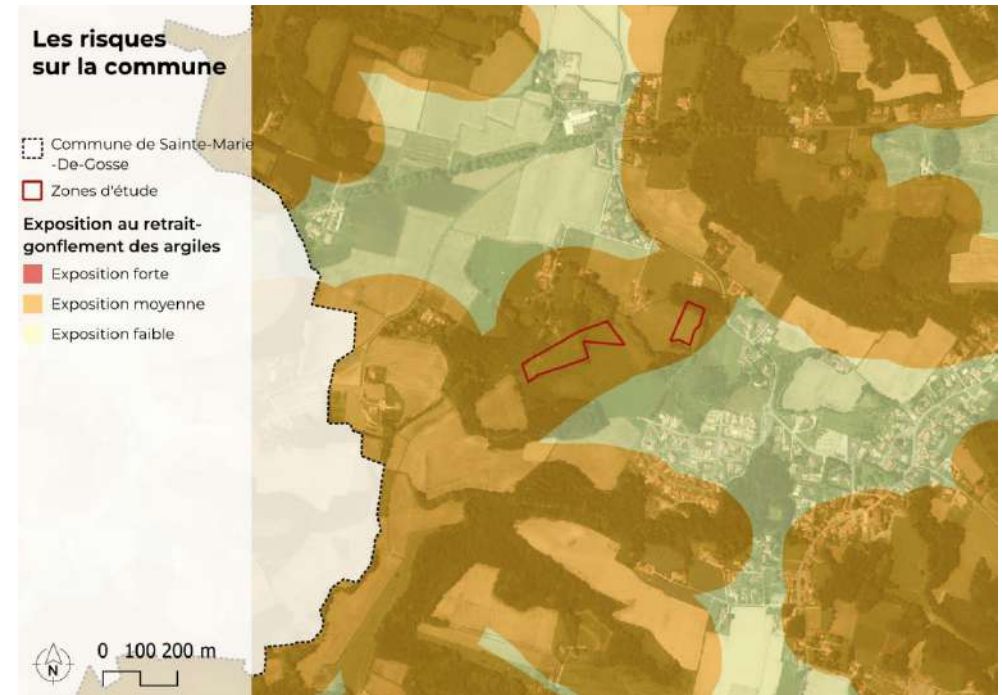 Les risques
sur la commune
Commune de Sainte-Marie
-De-Gosse
Zones d'étude
Exposition au retrait-
gonflement des argiles
Exposition forte
Exposition moyenne
Exposition faible
0 100 200 m
N